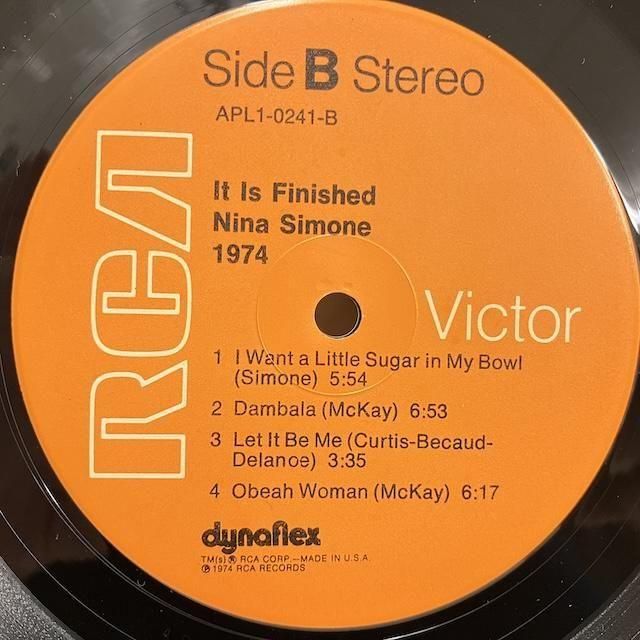 Side B Stereo
APL1-0241-B
RCA
It Is Finished
Nina Simone
1974
Victor
1 I Want a Little Sugar in My Bowl
(Simone) 5:54
2 Dambala (McKay) 6:53
3 Let It Be Me (Curtis-Becaud-
Delanoe) 3:35
4 Obeah Woman (McKay) 6:17
dynaflex
TM(s) ® RCA CORP.—MADE IN U.S.A.
℗ 1974 RCA RECORDS